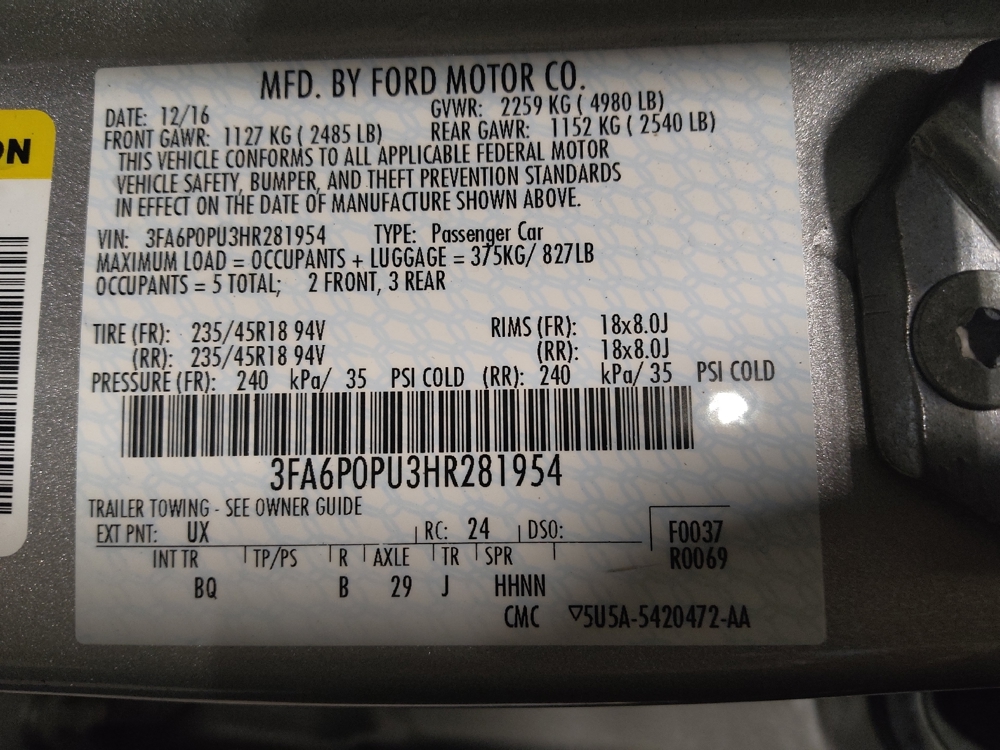 ON
MFD. BY FORD MOTOR CO.
DATE: 12/16 GVWR: 2259 KG ( 4980 LB)
FRONT GAWR: 1127 KG ( 2485 LB) REAR GAWR: 1152 KG ( 2540 LB)
THIS VEHICLE CONFORMS TO ALL APPLICABLE FEDERAL MOTOR
VEHICLE SAFETY, BUMPER, AND THEFT PREVENTION STANDARDS
IN EFFECT ON THE DATE OF MANUFACTURE SHOWN ABOVE.
VIN: 3FA6P0PU3HR281954 TYPE: Passenger Car
MAXIMUM LOAD = OCCUPANTS + LUGGAGE = 375KG/ 827LB
OCCUPANTS = 5 TOTAL; 2 FRONT, 3 REAR
TIRE (FR): 235/45R18 94V RIMS (FR): 18x8.0J
(RR): 235/45R18 94V (RR): 18x8.0J
PRESSURE (FR): 240 kPa/ 35 PSI COLD (RR): 240 kPa/ 35 PSI COLD
3FA6P0PU3HR281954
TRAILER TOWING - SEE OWNER GUIDE
EXT PNT: UX RC: 24 DSO: F0037
INT TR TP/PS R AXLE TR SPR R0069
BQ B 29 J HHNN
CMC ▽5U5A-5420472-AA